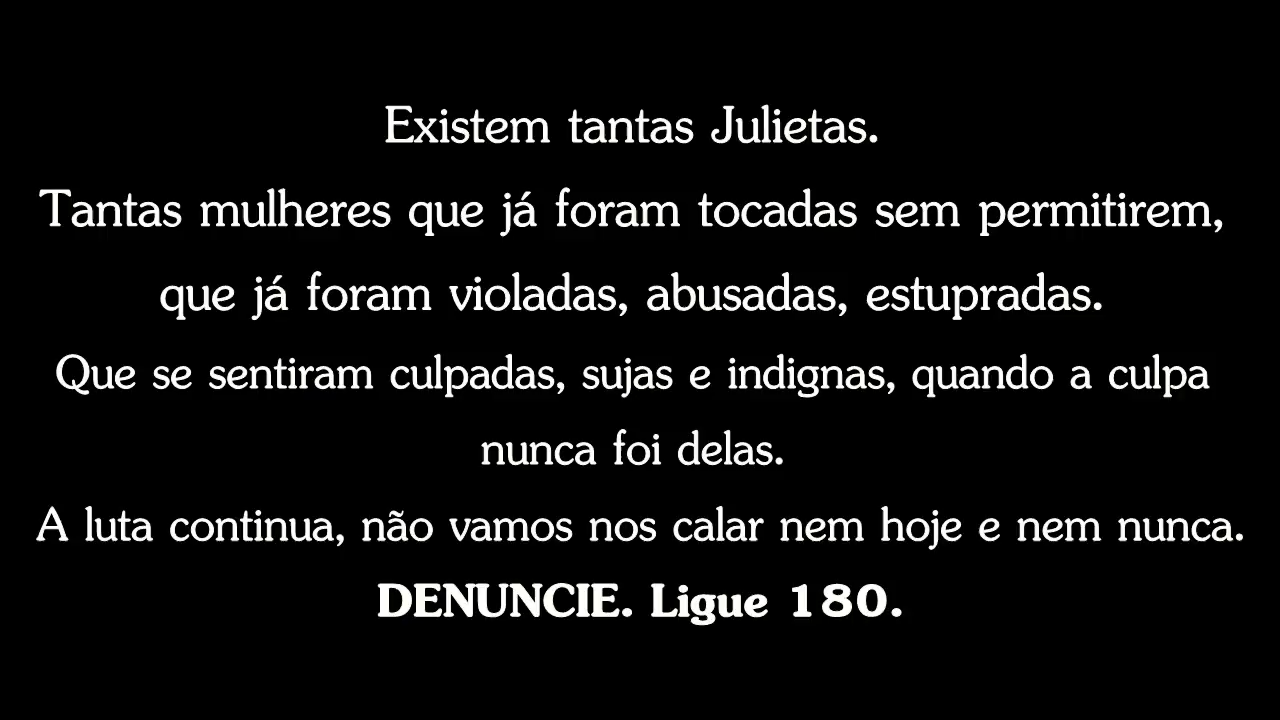 Existem tantas Julietas.
Tantas mulheres que já foram tocadas sem permitirem,
que já foram violadas, abusadas, estupradas.
Que se sentiram culpadas, sujas e indignas, quando a culpa
nunca foi delas.
A luta continua, não vamos nos calar nem hoje e nem nunca.
DENUNCIE. Ligue 180.